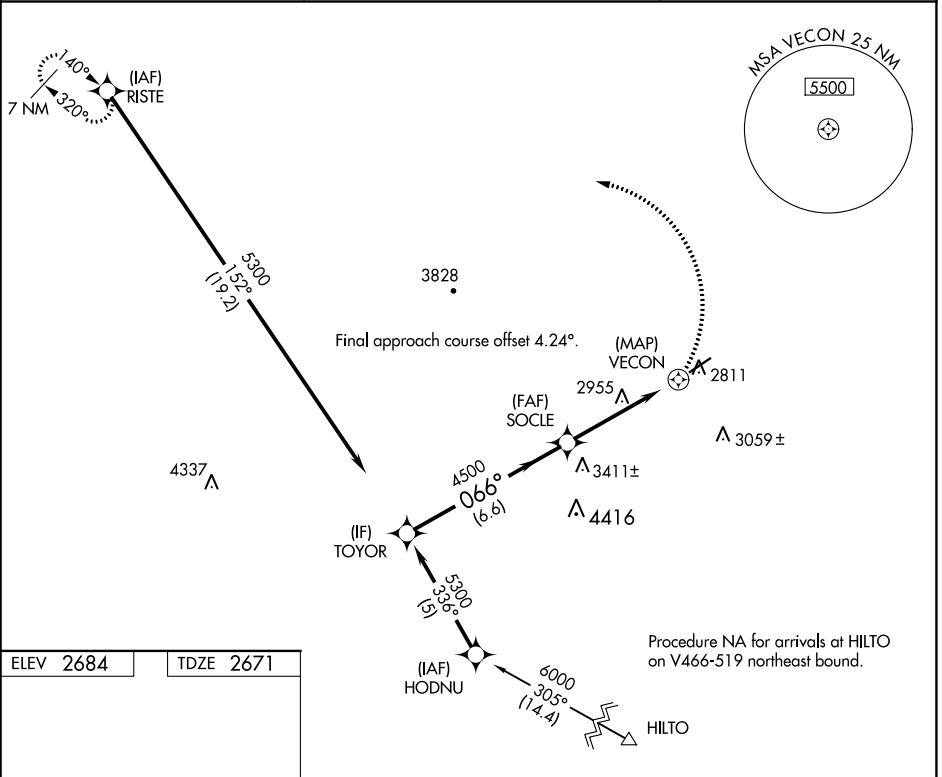 MSA VECON 25 NM
5500
140°
320°
7 NM
(IAF)
RISTE
5300
152°
(19.2)
3828
Final approach course offset 4.24°.
(MAP)
VECON
2811
2955
(FAF)
SOCLE
3059±
3411±
4337
4416
4500
066°
(6.6)
(IF)
TOYOR
5300
336°
(5)
(IAF)
HODNU
6000
305°
(14.4)
HILTO
Procedure NA for arrivals at HILTO
on V466-519 northeast bound.
ELEV 2684
TDZE 2671